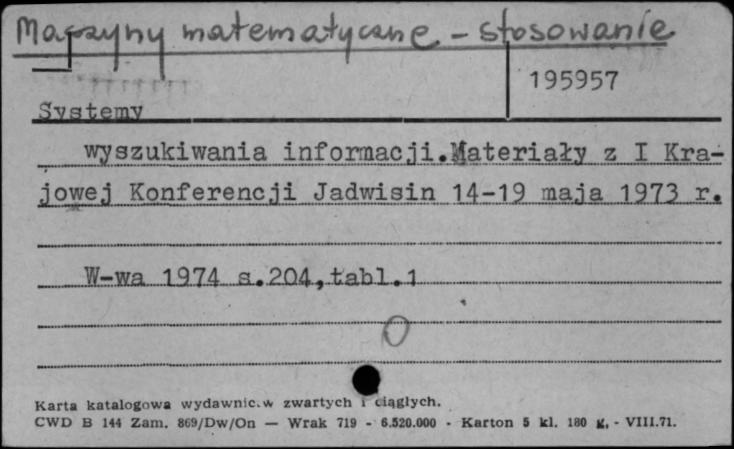 Maszyny matematyczne - stosowanie
195957
Systemy
wyszukiwania informacji.Materiały z I Kra-
jowej Konferencji Jadwisin 14-19 maja 1973 r.
W-wa 1974 s.204,tabl.1
Karta katalogowa wydawnic.w zwartych i ciągłych.
CWD B 144 Zam. 869/Dw/On — Wrak 719 - 6.520.000 - Karton 5 kl. 180 g. - VIII.71.